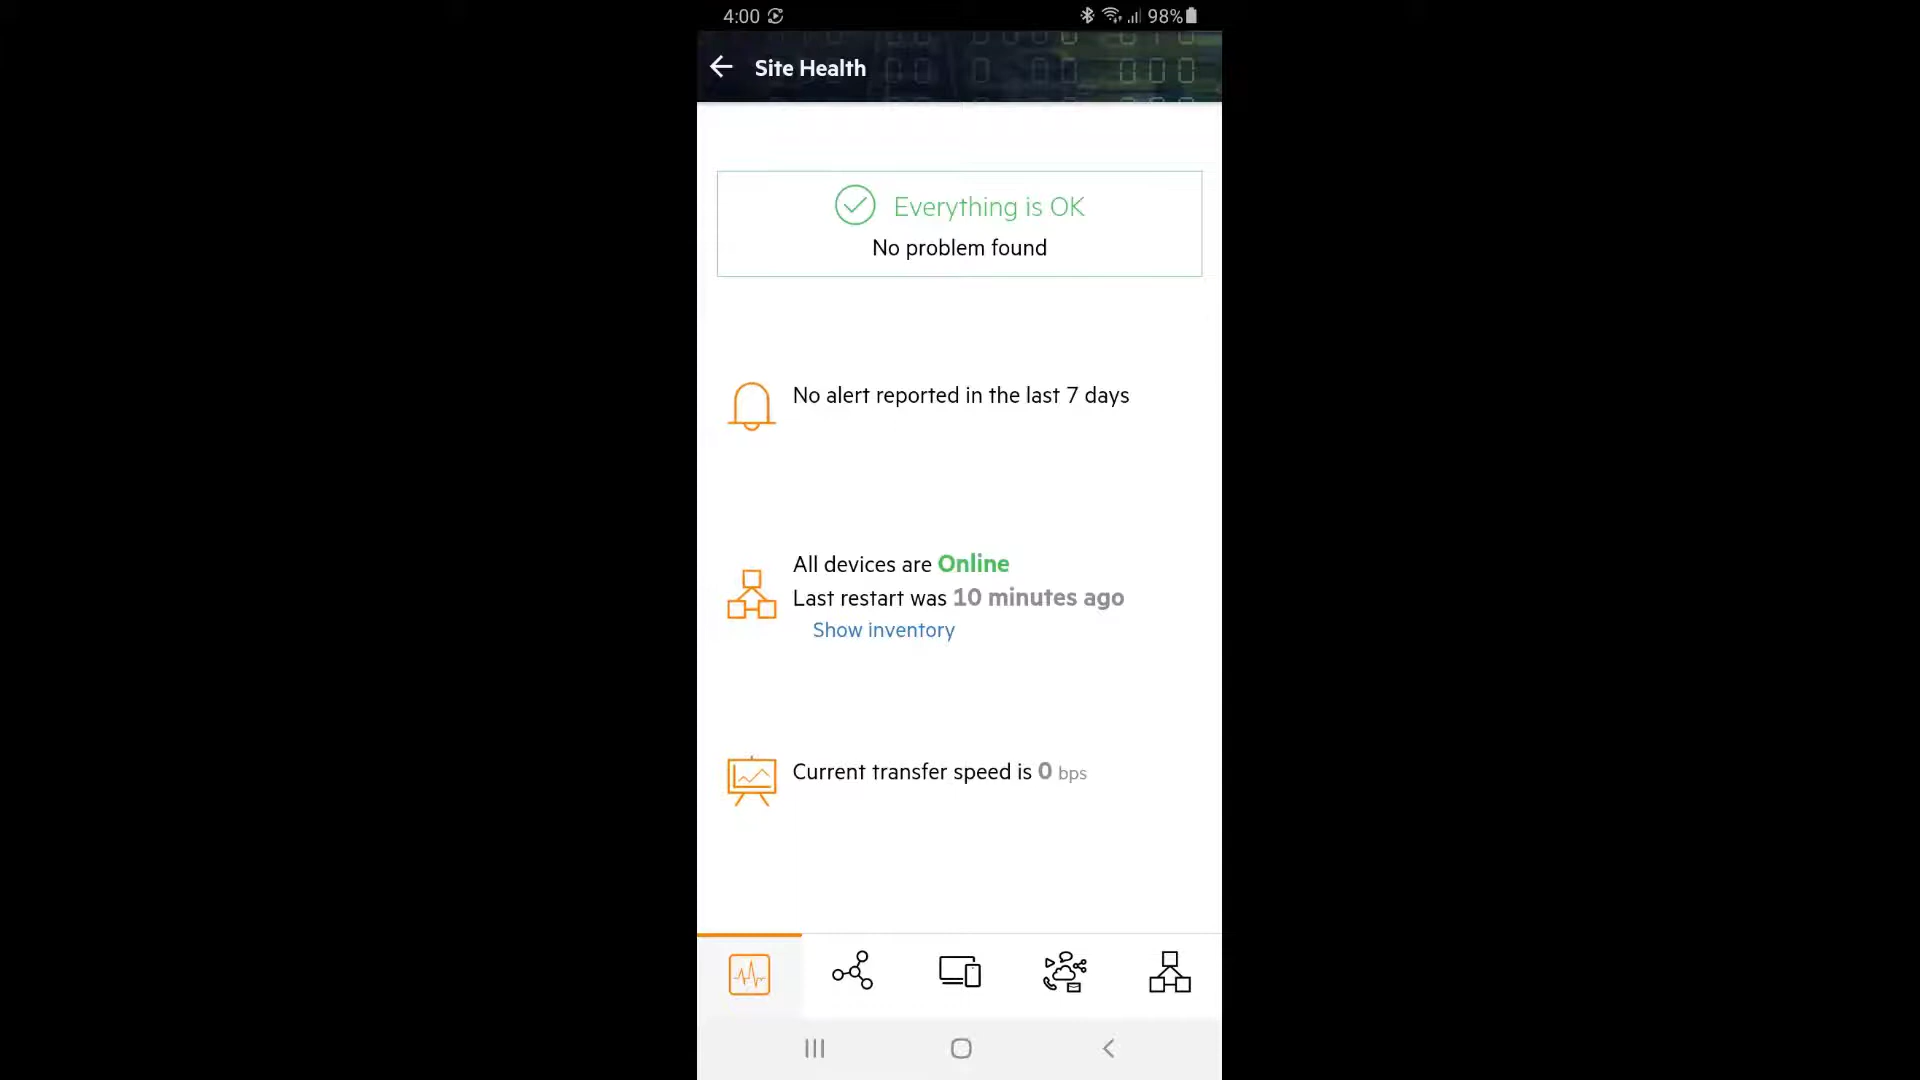 4:00 98%
Site Health
Everything is OK
No problem found
No alert reported in the last 7 days
All devices are Online
Last restart was 10 minutes ago
Show inventory
Current transfer speed is 0 bps